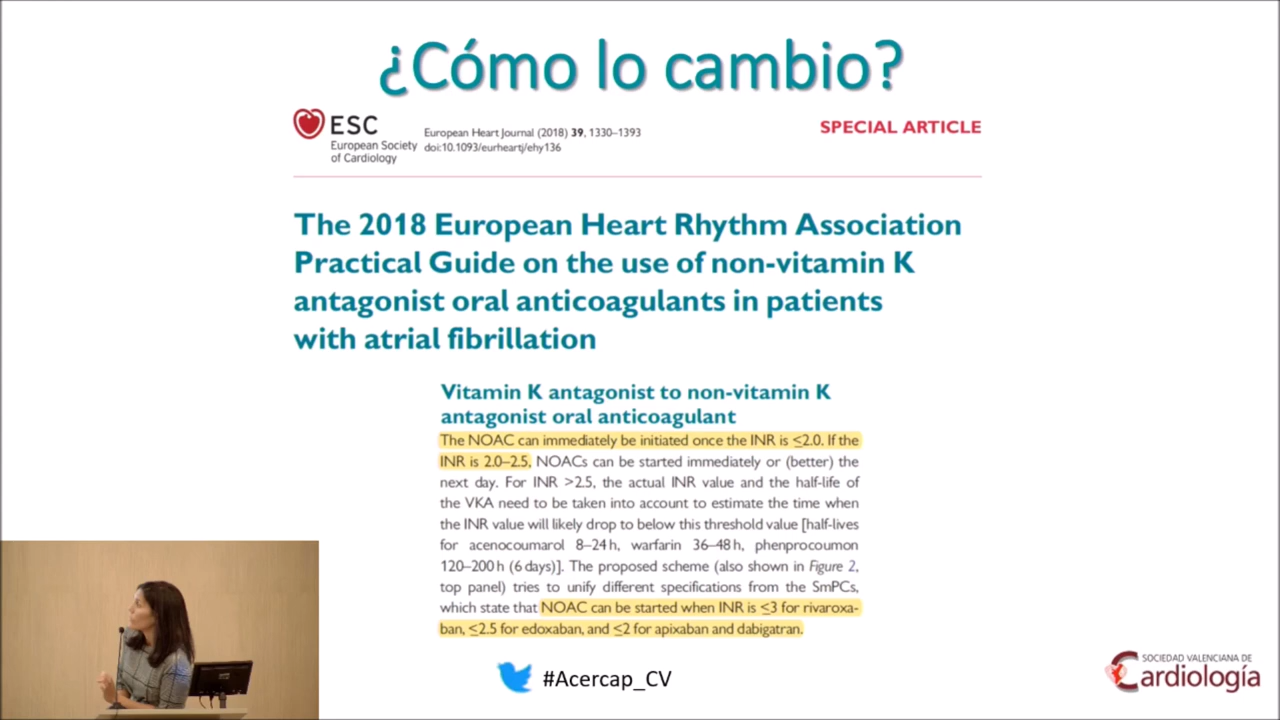 ¿Cómo lo cambio?
ESC
European Society
of Cardiology
European Heart Journal (2018) 39, 1330–1393
doi:10.1093/eurheartj/ehy136
SPECIAL ARTICLE
The 2018 European Heart Rhythm Association
Practical Guide on the use of non-vitamin K
antagonist oral anticoagulants in patients
with atrial fibrillation
Vitamin K antagonist to non-vitamin K
antagonist oral anticoagulant
The NOAC can immediately be initiated once the INR is ≤2.0. If the
INR is 2.0–2.5, NOACs can be started immediately or (better) the
next day. For INR >2.5, the actual INR value and the half-life of
the VKA need to be taken into account to estimate the time when
the INR value will likely drop to below this threshold value [half-lives
for acenocoumarol 8–24 h, warfarin 36–48 h, phenprocoumon
120–200 h (6 days)]. The proposed scheme (also shown in Figure 2,
top panel) tries to unify different specifications from the SmPCs,
which state that NOAC can be started when INR is ≤3 for rivaroxa-
ban, ≤2.5 for edoxaban, and ≤2 for apixaban and dabigatran.
#Acercap_CV
SOCIEDAD VALENCIANA DE
Cardiología